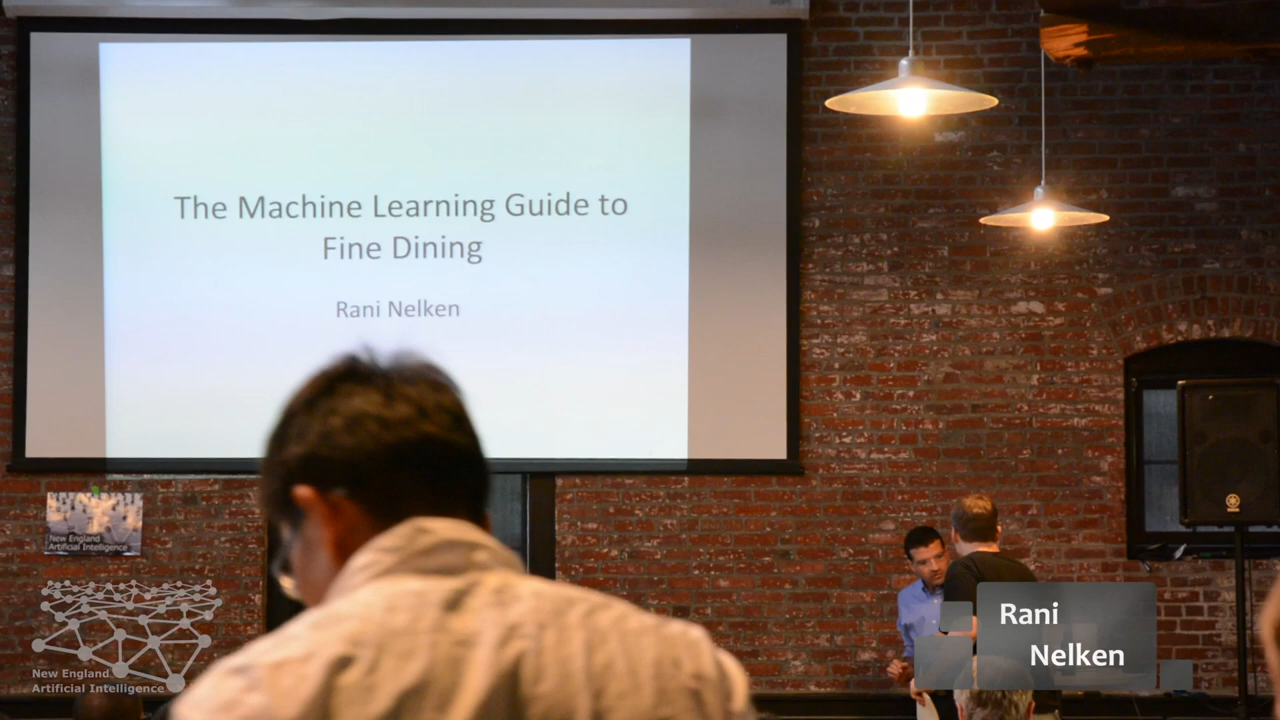 The Machine Learning Guide to
Fine Dining
Rani Nelken
New England
Artificial Intelligence
New England
Artificial Intelligence
Rani
Nelken